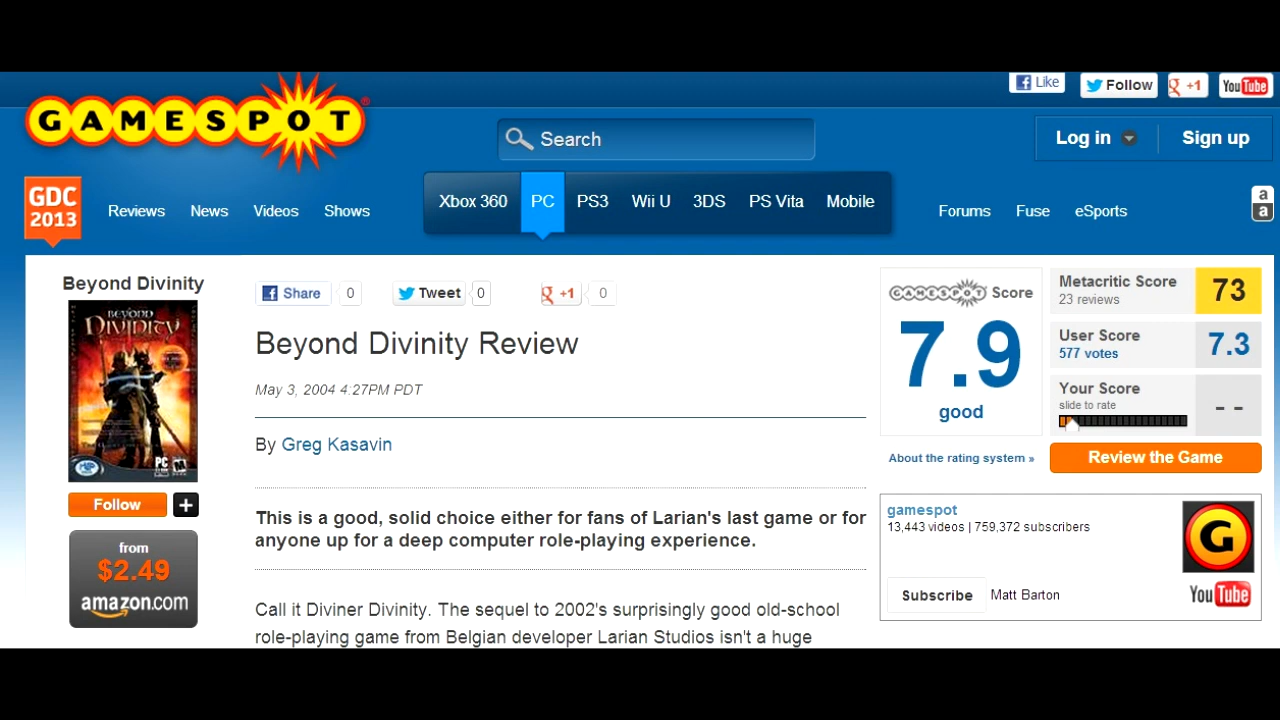 Like
Follow
+1
YouTube
GAMESPOT
Search
Log in
Sign up
GDC
2013
Reviews
News
Videos
Shows
Xbox 360
PC
PS3
Wii U
3DS
PS Vita
Mobile
Forums
Fuse
eSports
a
a
Beyond Divinity
BEYOND
DIVINITY
PC
Follow
+
from
$2.49
amazon.com
Share
0
Tweet
0
+1
0
Beyond Divinity Review
May 3, 2004 4:27PM PDT
By Greg Kasavin
This is a good, solid choice either for fans of Larian's last game or for
anyone up for a deep computer role-playing experience.
Call it Diviner Divinity. The sequel to 2002's surprisingly good old-school
role-playing game from Belgian developer Larian Studios isn't a huge
GAMESPOT Score
7.9
good
About the rating system »
Metacritic Score
23 reviews
73
User Score
577 votes
7.3
Your Score
slide to rate
- -
Review the Game
gamespot
13,443 videos | 759,372 subscribers
G
Subscribe
Matt Barton
YouTube